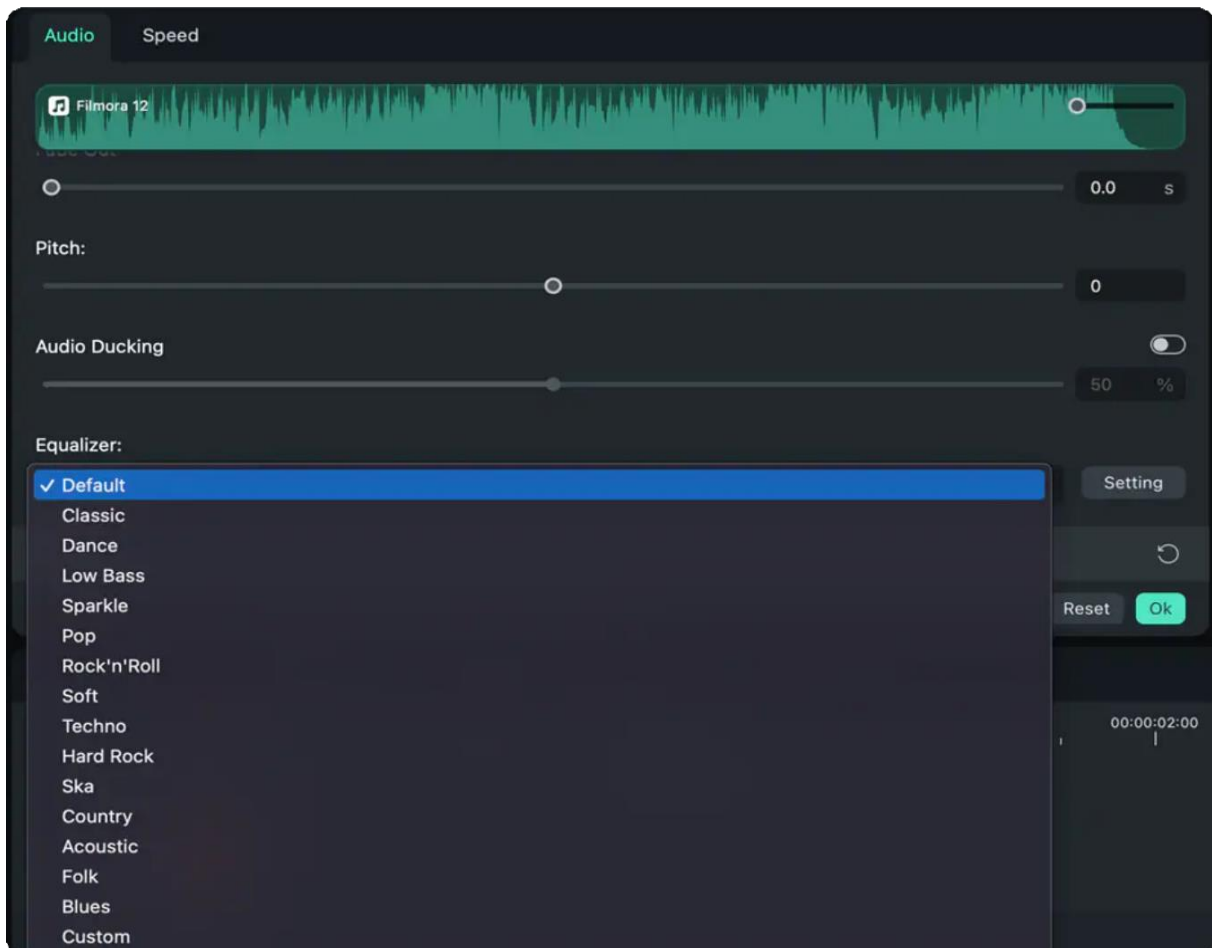 Audio Speed
Filmora 12
Fade Out
0.0 s
Pitch:
0
Audio Ducking
50 %
Equalizer:
Default
Setting
Classic
Dance
Low Bass
Sparkle
Reset Ok
Pop
Rock'n'Roll
Soft
Techno
00:00:02:00
Hard Rock
Ska
Country
Acoustic
Folk
Blues
Custom